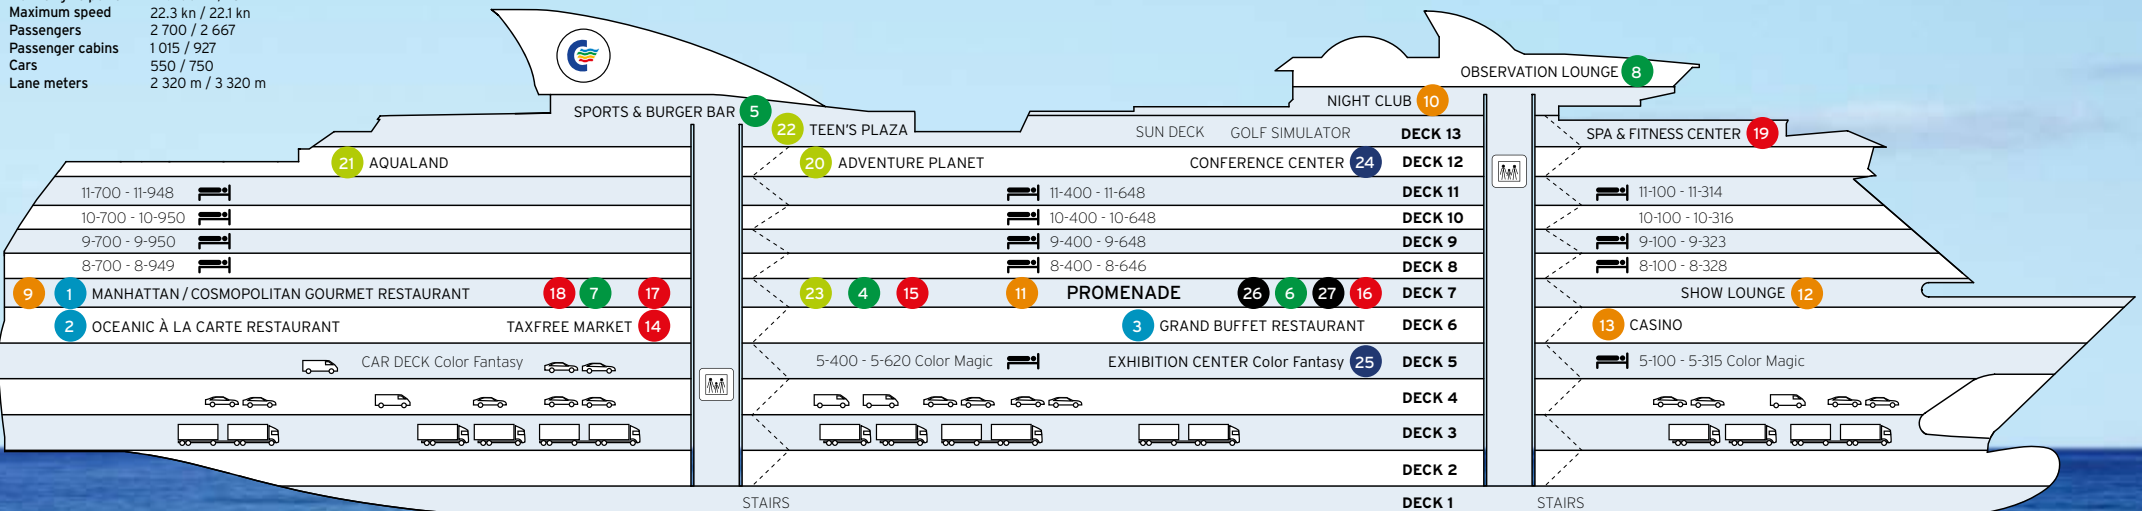 Maximum speed 22.3 kn / 22.1 kn
Passengers 2 700 / 2 667
Passenger cabins 1 015 / 927
Cars 550 / 750
Lane meters 2 320 m / 3 320 m
OBSERVATION LOUNGE 8
NIGHT CLUB 10
SPORTS & BURGER BAR 5
22 TEEN'S PLAZA SUN DECK GOLF SIMULATOR DECK 13 SPA & FITNESS CENTER 19
21 AQUALAND 20 ADVENTURE PLANET CONFERENCE CENTER 24 DECK 12
11-700 - 11-948 11-400 - 11-648 DECK 11 11-100 - 11-314
10-700 - 10-950 10-400 - 10-648 DECK 10 10-100 - 10-316
9-700 - 9-950 9-400 - 9-648 DECK 9 9-100 - 9-323
8-700 - 8-949 8-400 - 8-646 DECK 8 8-100 - 8-328
9 1 MANHATTAN / COSMOPOLITAN GOURMET RESTAURANT 18 7 17 23 4 15 11 PROMENADE 26 6 27 16 DECK 7 SHOW LOUNGE 12
2 OCEANIC À LA CARTE RESTAURANT TAXFREE MARKET 14 3 GRAND BUFFET RESTAURANT DECK 6 13 CASINO
CAR DECK Color Fantasy 5-400 - 5-620 Color Magic EXHIBITION CENTER Color Fantasy 25 DECK 5 5-100 - 5-315 Color Magic
DECK 4
DECK 3
DECK 2
STAIRS DECK 1 STAIRS